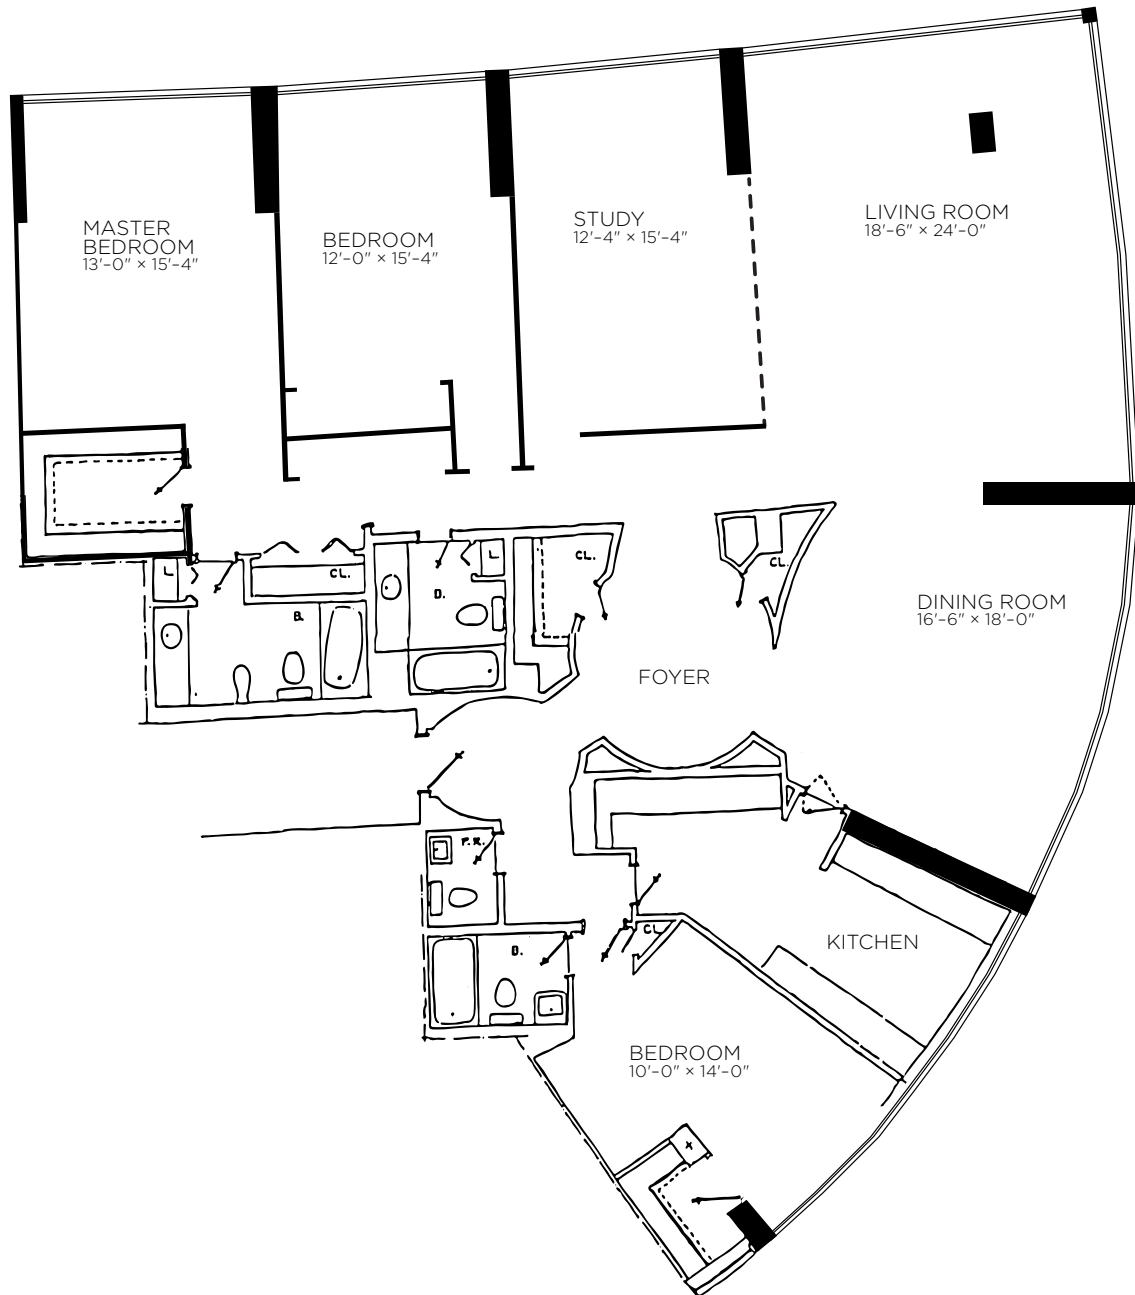 MASTER
BEDROOM
13'-0" × 15'-4"
BEDROOM
12'-0" × 15'-4"
STUDY
12'-4" × 15'-4"
LIVING ROOM
18'-6" × 24'-0"
L.
CL.
B.
B.
L.
CL.
CL.
DINING ROOM
16'-6" × 18'-0"
FOYER
P.R.
B.
CL
KITCHEN
BEDROOM
10'-0" × 14'-0"